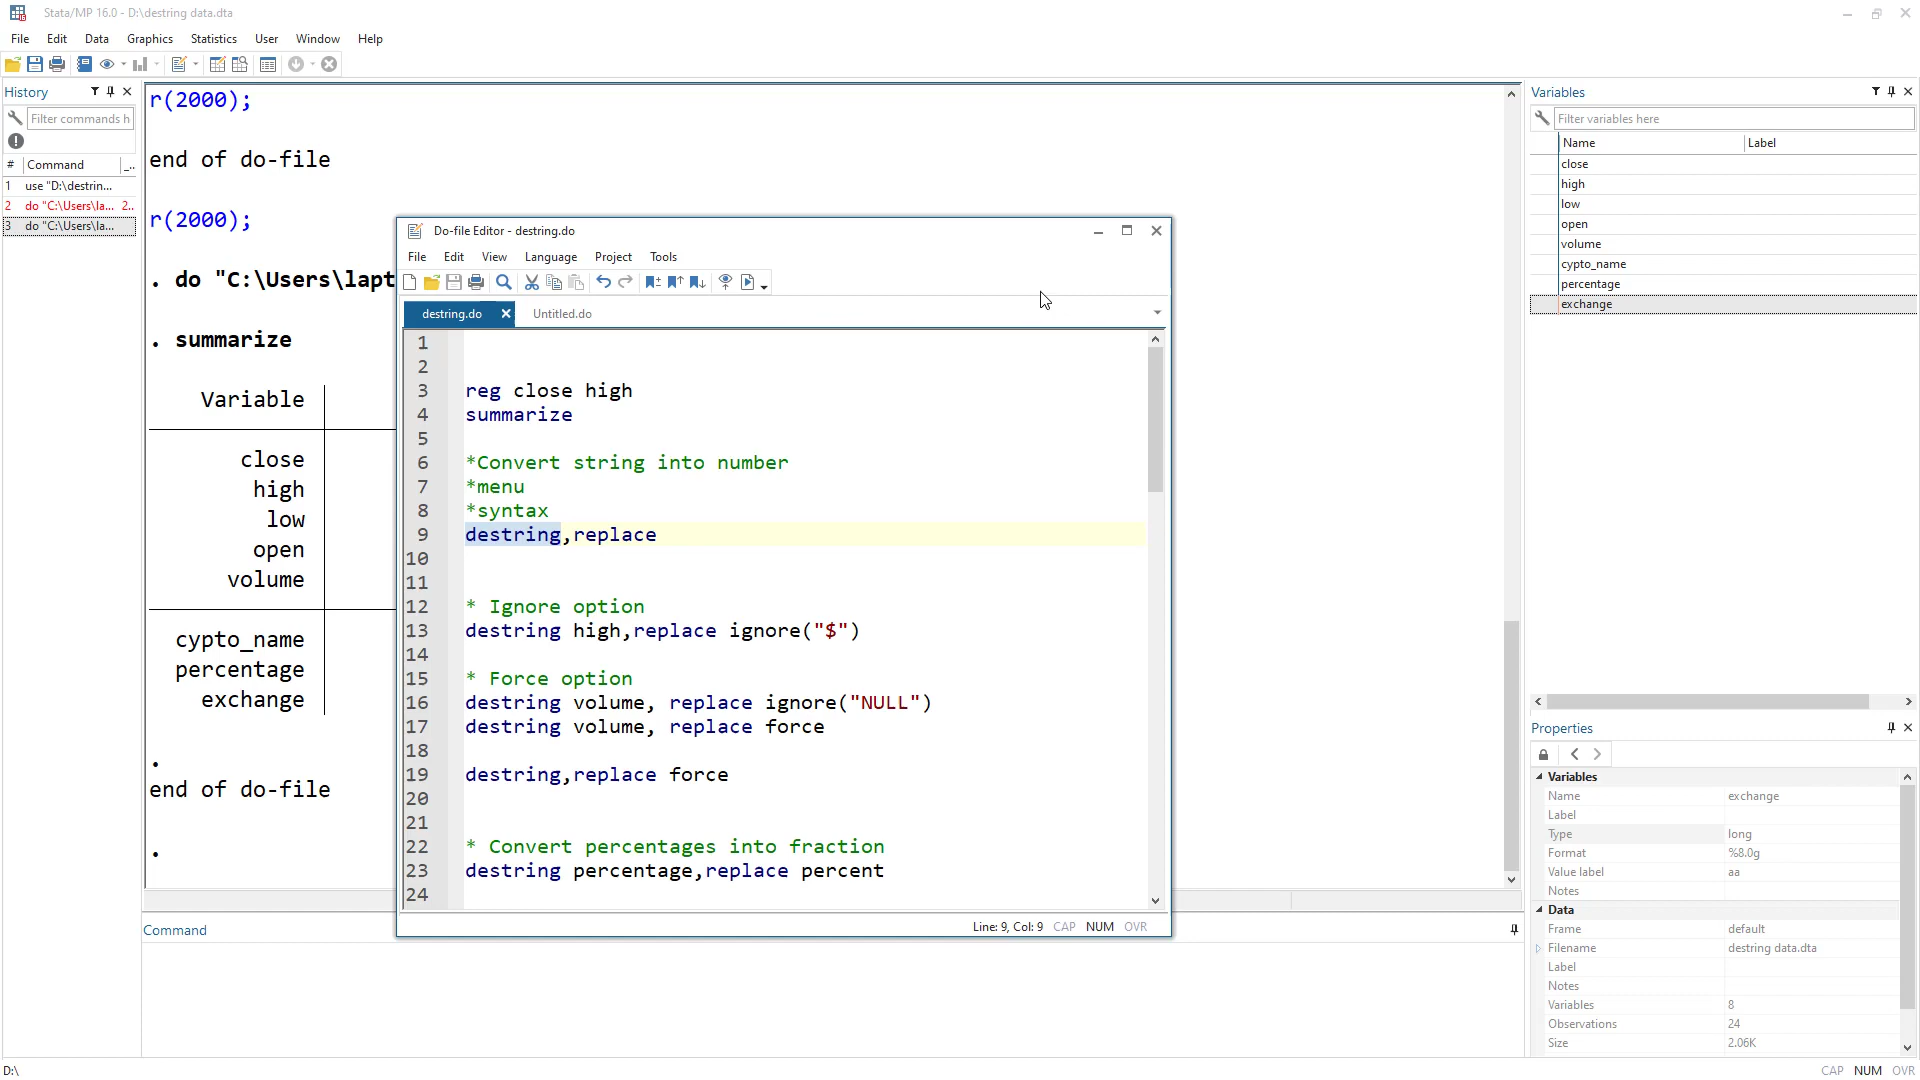 Stata/MP 16.0 - D:\destring data.dta
File Edit Data Graphics Statistics User Window Help
History
Filter commands h
# Command _..
1 use "D:\destrin...
2 do "C:\Users\la... 2..
3 do "C:\Users\la...
r(2000);
end of do-file
r(2000);
. do "C:\Users\lapt
. summarize
Variable
close
high
low
open
volume
cypto_name
percentage
exchange
.
end of do-file
.
Do-file Editor - destring.do
File Edit View Language Project Tools
destring.do Untitled.do
1
2
3 reg close high
4 summarize
5
6 *Convert string into number
7 *menu
8 *syntax
9 destring,replace
10
11
12 * Ignore option
13 destring high,replace ignore("$")
14
15 * Force option
16 destring volume, replace ignore("NULL")
17 destring volume, replace force
18
19 destring,replace force
20
21
22 * Convert percentages into fraction
23 destring percentage,replace percent
24
Line: 9, Col: 9 CAP NUM OVR
Command
Variables
Filter variables here
Name Label
close
high
low
open
volume
cypto_name
percentage
exchange
Properties
Variables
Name exchange
Label
Type long
Format %8.0g
Value label aa
Notes
Data
Frame default
Filename destring data.dta
Label
Notes
Variables 8
Observations 24
Size 2.06K
D:\
CAP NUM OVR